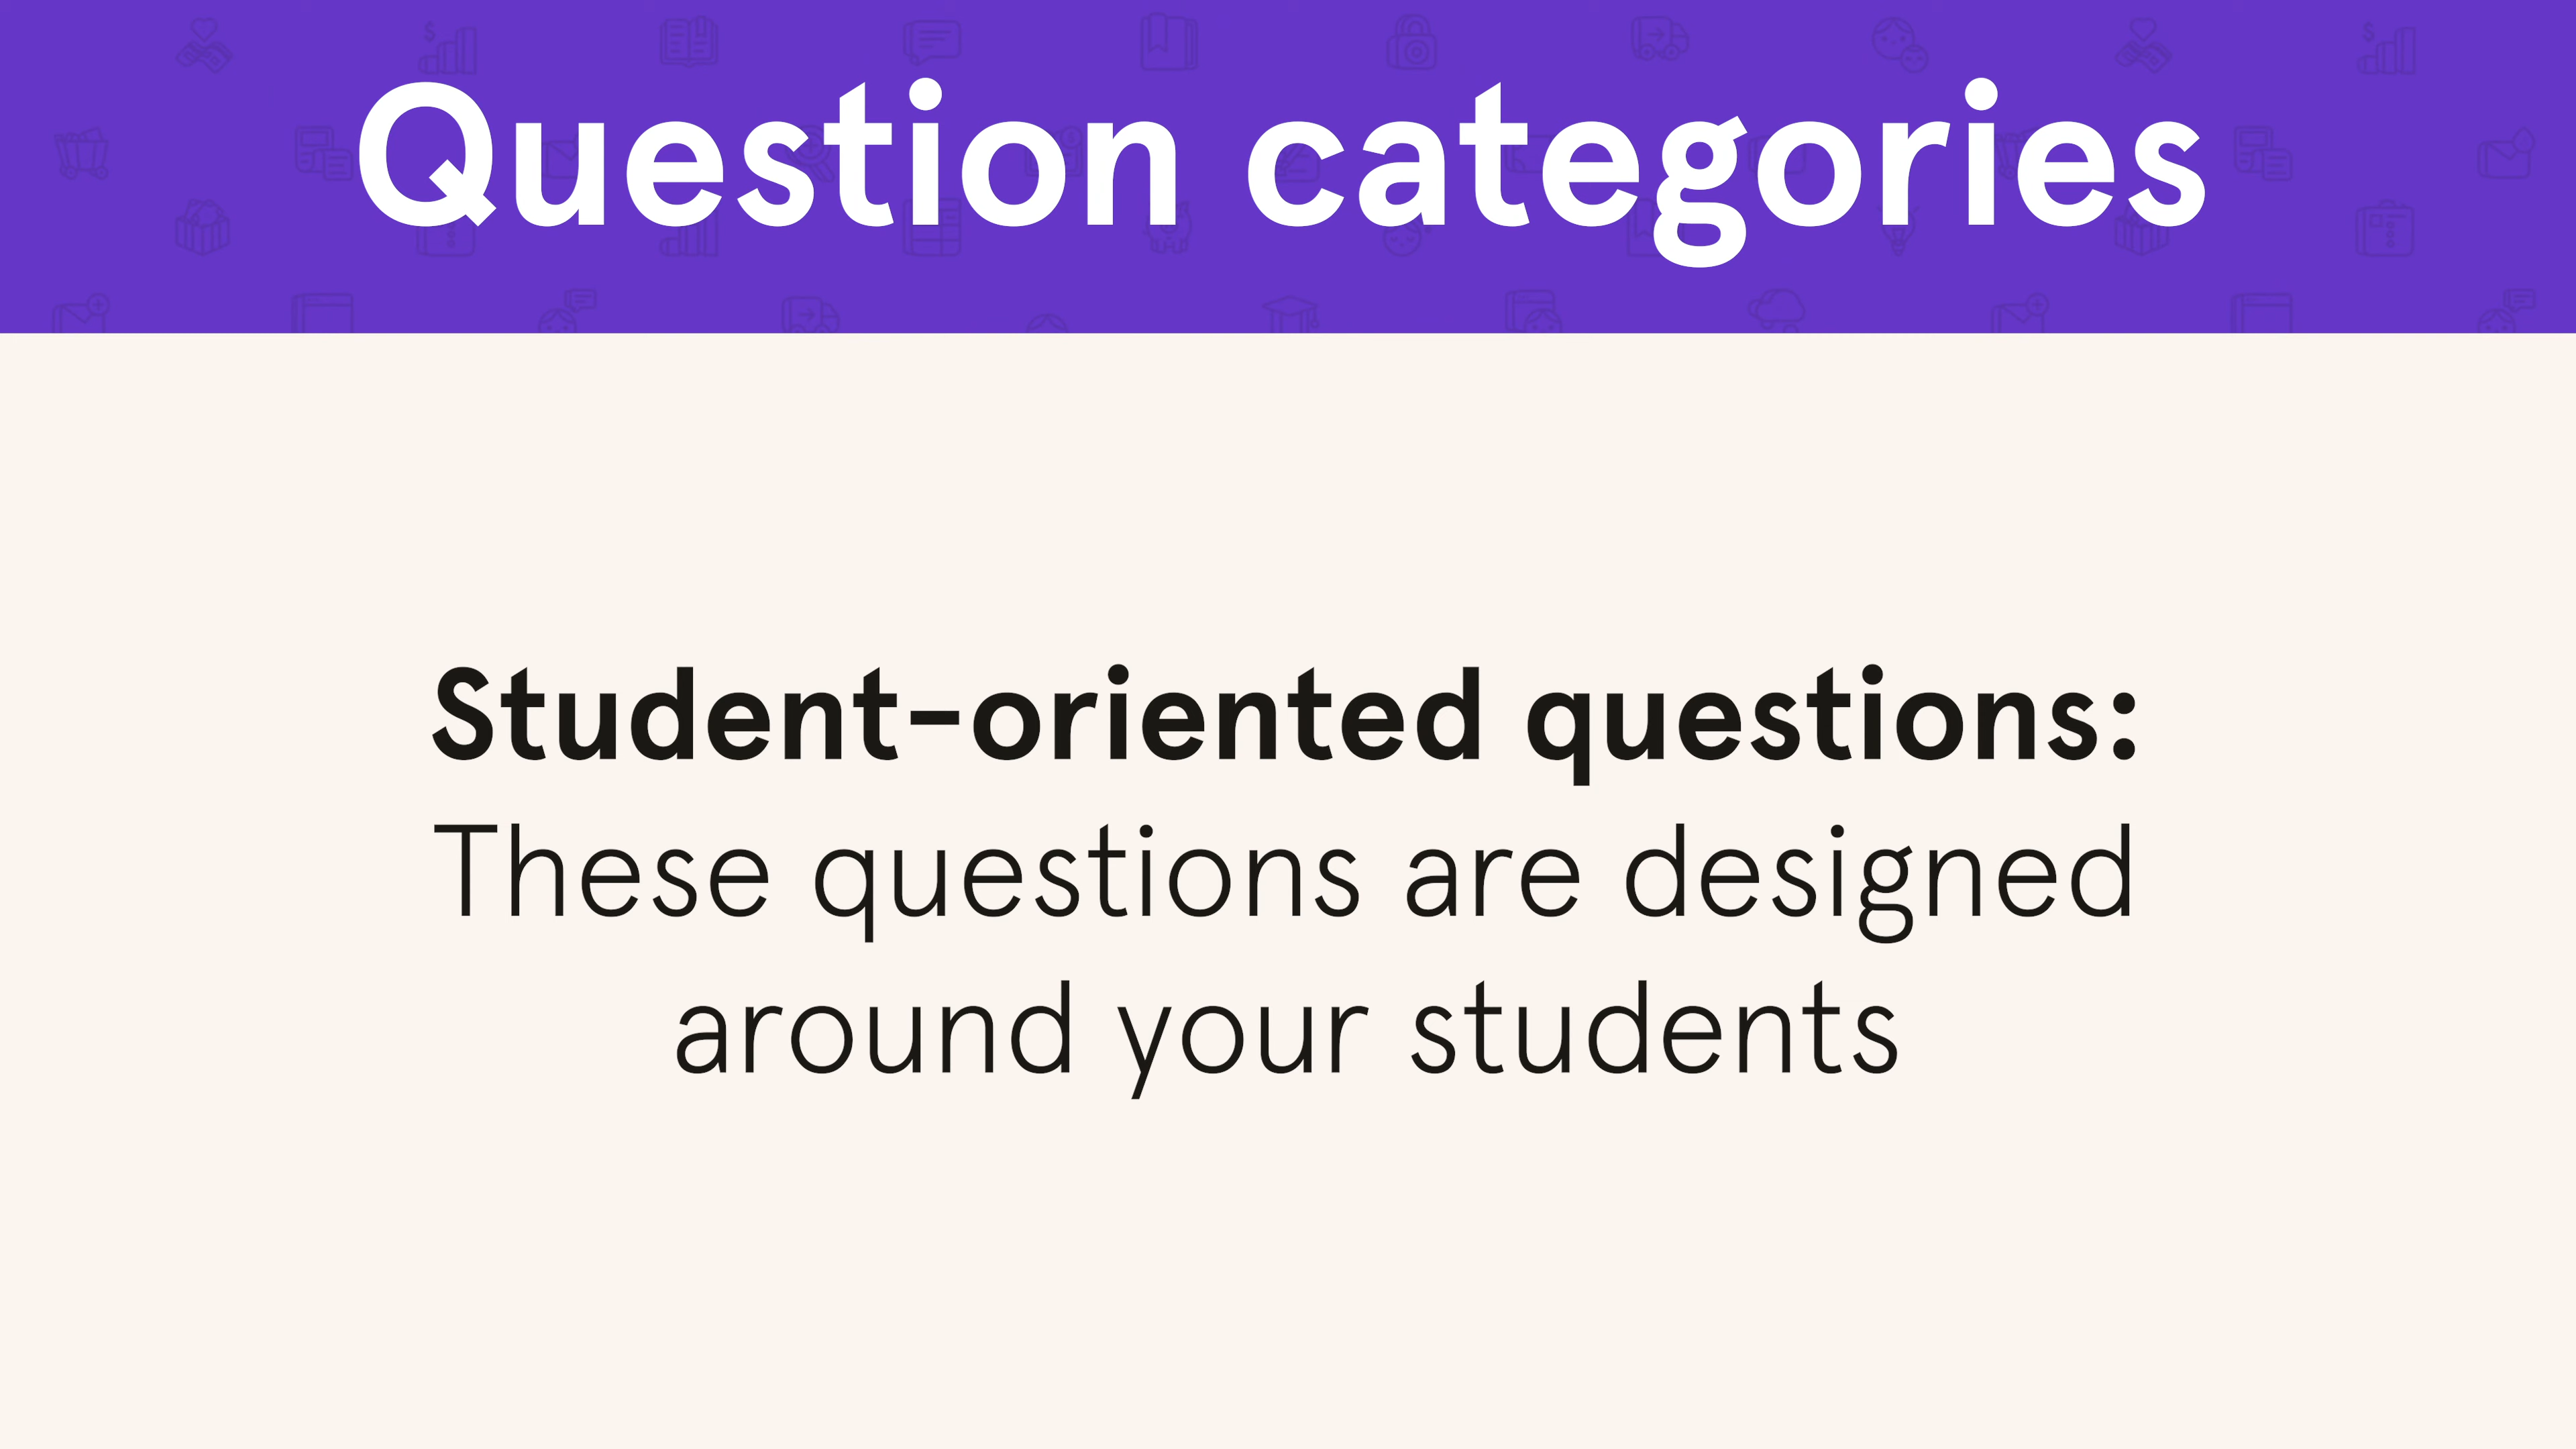 Question categories
Student-oriented questions:
These questions are designed
around your students